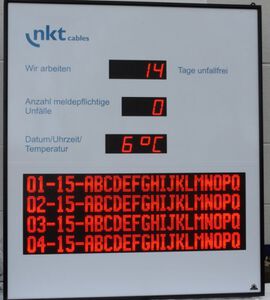 nkt cables
Wir arbeiten 14 Tage unfallfrei
Anzahl meldepflichtige
Unfälle 0
Datum/Uhrzeit/
Temperatur 6°C
01-15-ABCDEFGHIJKLMNOPQ
02-15-ABCDEFGHIJKLMNOPQ
03-15-ABCDEFGHIJKLMNOPQ
04-15-ABCDEFGHIJKLMNOPQ